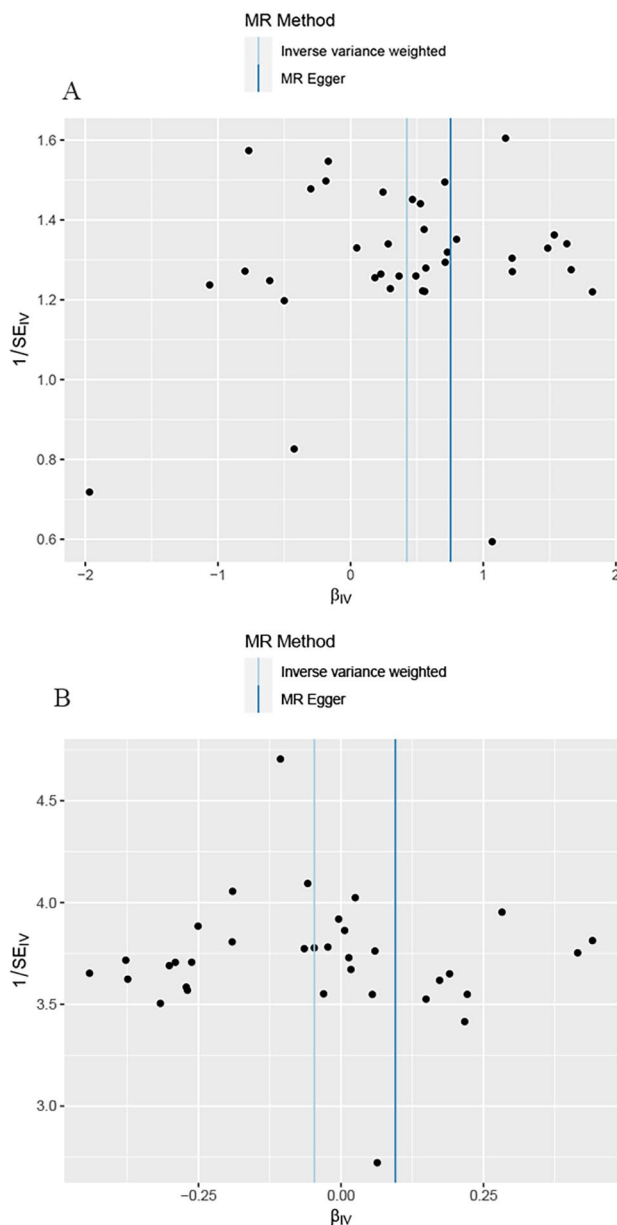 MR Method
Inverse variance weighted
MR Egger
A
1.6
1.4
1.2
1.0
0.8
0.6
1/SE_IV
−2
−1
0
1
2
β_IV
MR Method
Inverse variance weighted
MR Egger
B
4.5
4.0
3.5
3.0
1/SE_IV
−0.25
0.00
0.25
β_IV